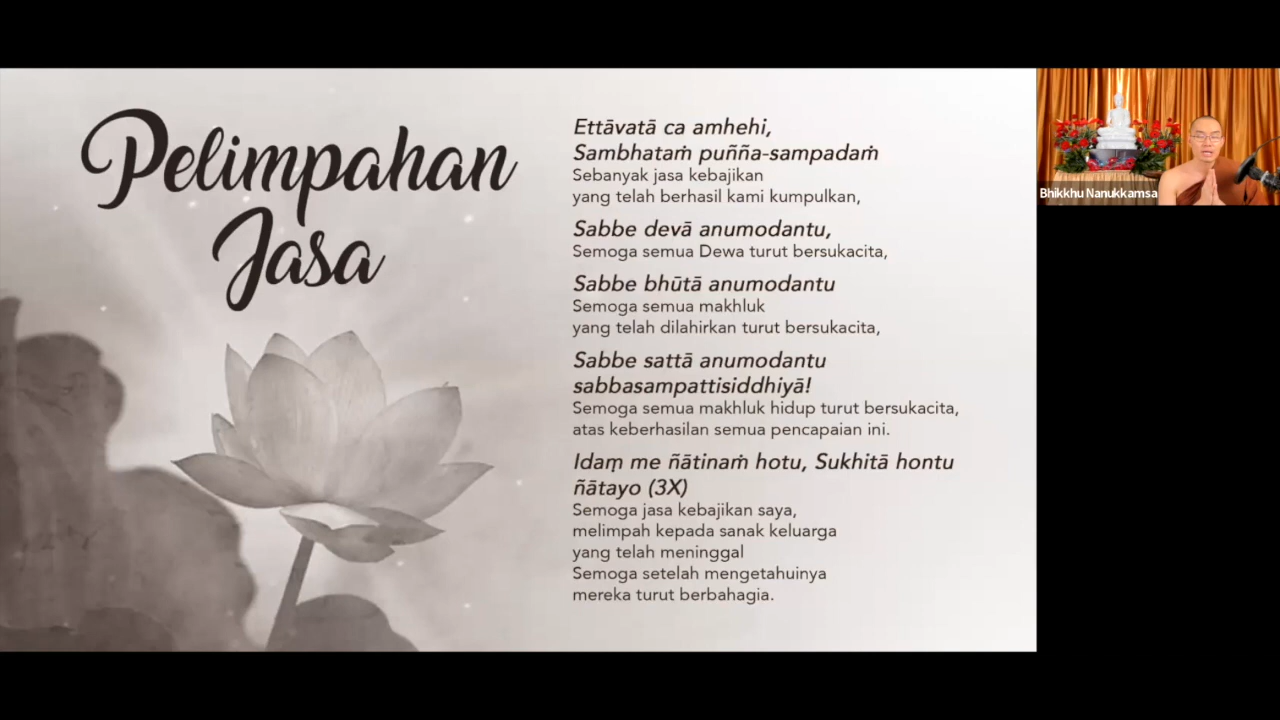 Pelimpahan
Jasa
Ettāvatā ca amhehi,
Sambhataṁ puñña-sampadaṁ
Sebanyak jasa kebajikan
yang telah berhasil kami kumpulkan,
Sabbe devā anumodantu,
Semoga semua Dewa turut bersukacita,
Sabbe bhūtā anumodantu
Semoga semua makhluk
yang telah dilahirkan turut bersukacita,
Sabbe sattā anumodantu
sabbasampattisiddhiyā!
Semoga semua makhluk hidup turut bersukacita,
atas keberhasilan semua pencapaian ini.
Idaṃ me ñātinaṁ hotu, Sukhitā hontu
ñātayo (3X)
Semoga jasa kebajikan saya,
melimpah kepada sanak keluarga
yang telah meninggal
Semoga setelah mengetahuinya
mereka turut berbahagia.
Bhikkhu Nanukkamsa